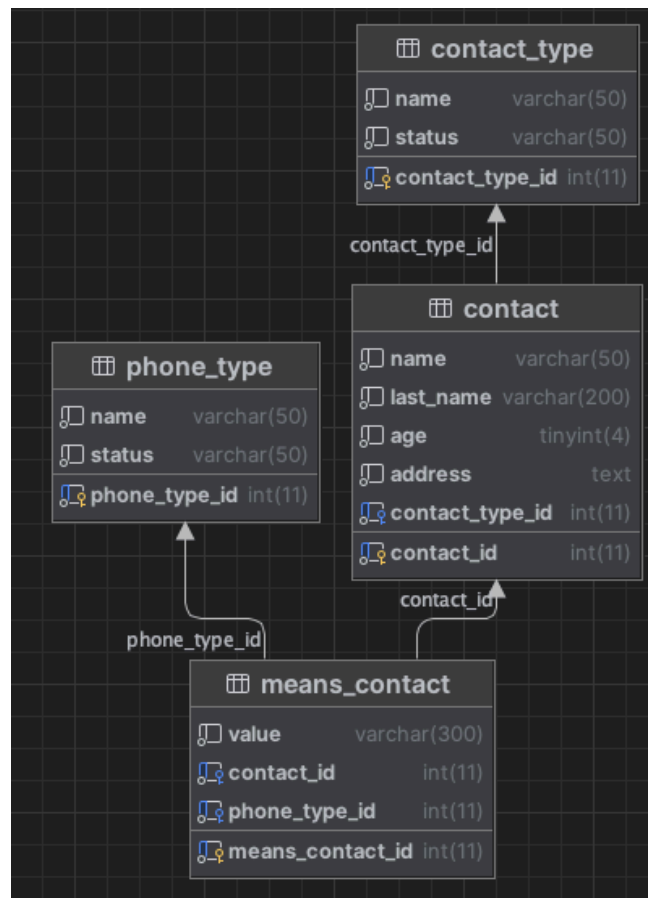 contact_type
name varchar(50)
status varchar(50)
contact_type_id int(11)
contact_type_id
contact
name varchar(50)
last_name varchar(200)
age tinyint(4)
address text
contact_type_id int(11)
contact_id int(11)
phone_type
name varchar(50)
status varchar(50)
phone_type_id int(11)
contact_id
phone_type_id
means_contact
value varchar(300)
contact_id int(11)
phone_type_id int(11)
means_contact_id int(11)